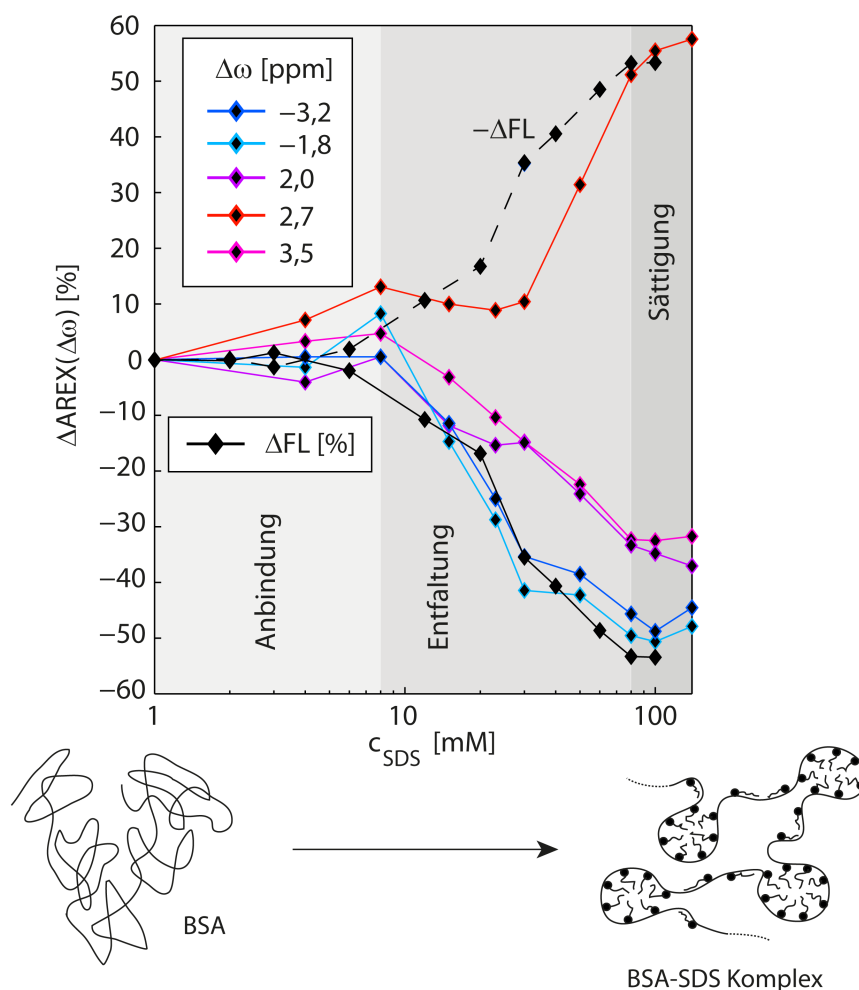 60
50
40
30
20
10
0
−10
−20
−30
−40
−50
−60
ΔAREX(Δω) [%]
Δω [ppm]
−3,2
−1,8
2,0
2,7
3,5
−ΔFL
ΔFL [%]
Anbindung
Entfaltung
Sättigung
1
10
100
cSDS [mM]
BSA
BSA-SDS Komplex